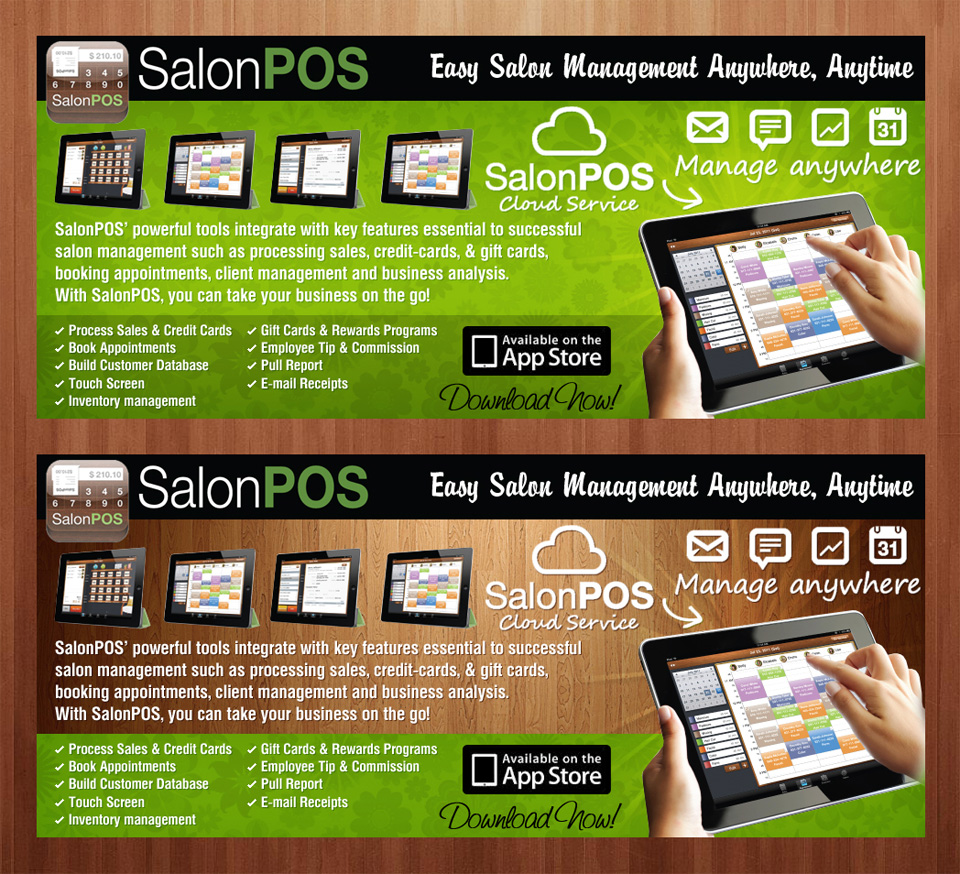 $ 210.10
3 4 5
6 7 8 9 0
SalonPOS
SalonPOS
Easy Salon Management Anywhere, Anytime
SalonPOS
Cloud Service
31
Manage anywhere
SalonPOS' powerful tools integrate with key features essential to successful
salon management such as processing sales, credit-cards, & gift cards,
booking appointments, client management and business analysis.
With SalonPOS, you can take your business on the go!
Process Sales & Credit Cards
Book Appointments
Build Customer Database
Touch Screen
Inventory management
Gift Cards & Rewards Programs
Employee Tip & Commission
Pull Report
E-mail Receipts
Available on the
App Store
Download Now!
$ 210.10
3 4 5
6 7 8 9 0
SalonPOS
SalonPOS
Easy Salon Management Anywhere, Anytime
SalonPOS
Cloud Service
31
Manage anywhere
SalonPOS' powerful tools integrate with key features essential to successful
salon management such as processing sales, credit-cards, & gift cards,
booking appointments, client management and business analysis.
With SalonPOS, you can take your business on the go!
Process Sales & Credit Cards
Book Appointments
Build Customer Database
Touch Screen
Inventory management
Gift Cards & Rewards Programs
Employee Tip & Commission
Pull Report
E-mail Receipts
Available on the
App Store
Download Now!